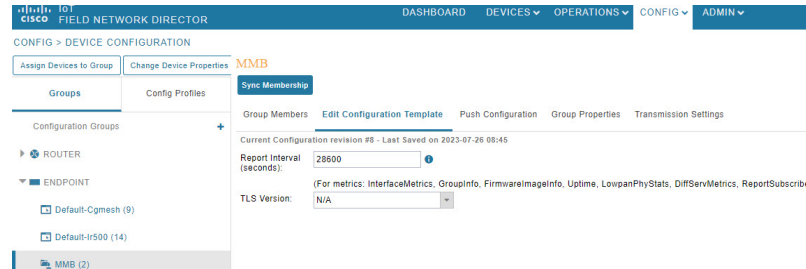 IoT
CISCO FIELD NETWORK DIRECTOR
DASHBOARD DEVICES OPERATIONS CONFIG ADMIN
CONFIG > DEVICE CONFIGURATION
Assign Devices to Group Change Device Properties
MMB
Sync Membership
Groups Config Profiles
Group Members Edit Configuration Template Push Configuration Group Properties Transmission Settings
Configuration Groups +
Current Configuration revision #8 - Last Saved on 2023-07-26 08:45
Report Interval (seconds): 28600
(For metrics: InterfaceMetrics, GroupInfo, FirmwareImageInfo, Uptime, LowpanPhyStats, DiffServMetrics, ReportSubscribe
TLS Version: N/A
ROUTER
ENDPOINT
Default-Cgmesh (9)
Default-Ir500 (14)
MMB (2)